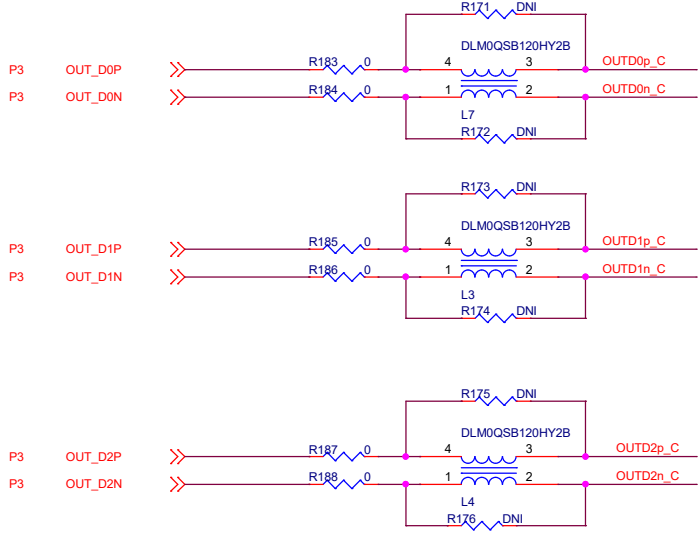 R171 DNI
DLM0QSB120HY2B
P3 OUT_D0P R183 0 4 3 OUTD0p_C
P3 OUT_D0N R184 0 1 2 OUTD0n_C
L7
R172 DNI
R173 DNI
DLM0QSB120HY2B
P3 OUT_D1P R185 0 4 3 OUTD1p_C
P3 OUT_D1N R186 0 1 2 OUTD1n_C
L3
R174 DNI
R175 DNI
DLM0QSB120HY2B
P3 OUT_D2P R187 0 4 3 OUTD2p_C
P3 OUT_D2N R188 0 1 2 OUTD2n_C
L4
R176 DNI